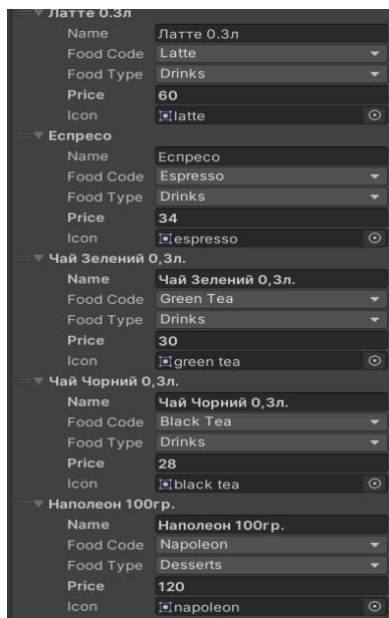 Латте 0.3л
Name Латте 0.3л
Food Code Latte
Food Type Drinks
Price 60
Icon latte
Еспресо
Name Еспресо
Food Code Espresso
Food Type Drinks
Price 34
Icon espresso
Чай Зелений 0,3л.
Name Чай Зелений 0,3л.
Food Code Green Tea
Food Type Drinks
Price 30
Icon green tea
Чай Чорний 0,3л.
Name Чай Чорний 0,3л.
Food Code Black Tea
Food Type Drinks
Price 28
Icon black tea
Наполеон 100гр.
Name Наполеон 100гр.
Food Code Napoleon
Food Type Desserts
Price 120
Icon napoleon